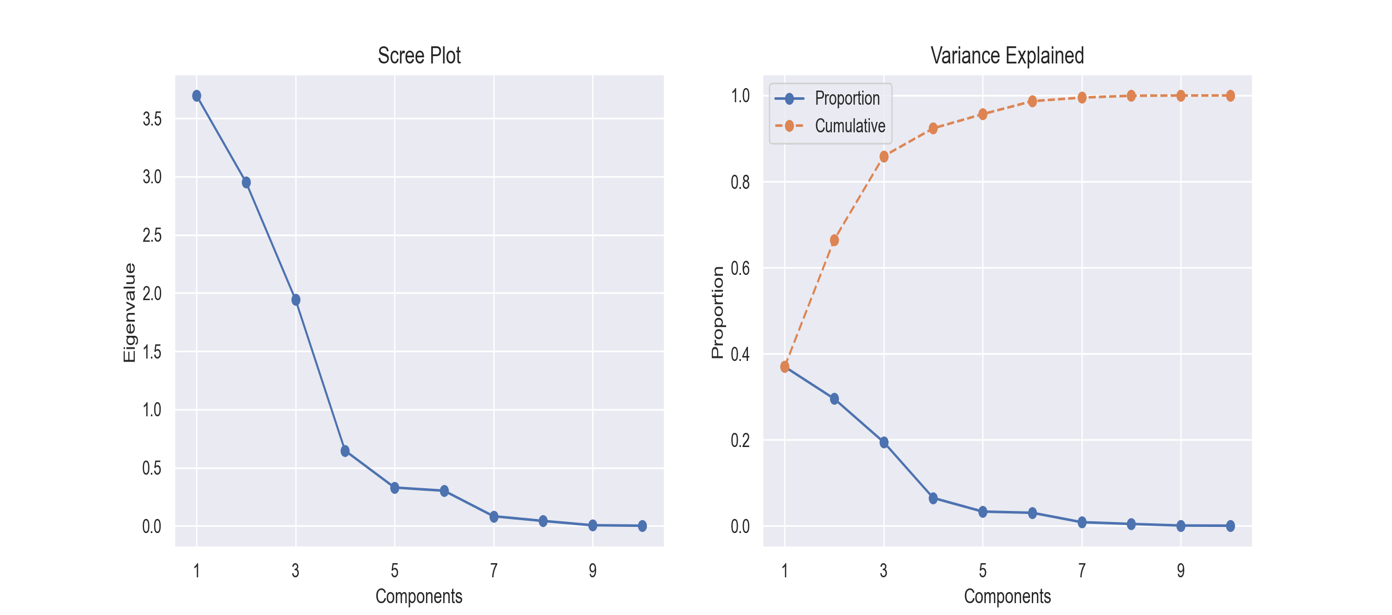 Scree Plot
3.5
3.0
2.5
2.0
1.5
1.0
0.5
0.0
Eigenvalue
1 3 5 7 9
Components
Variance Explained
Proportion
Cumulative
1.0
0.8
0.6
0.4
0.2
0.0
Proportion
1 3 5 7 9
Components